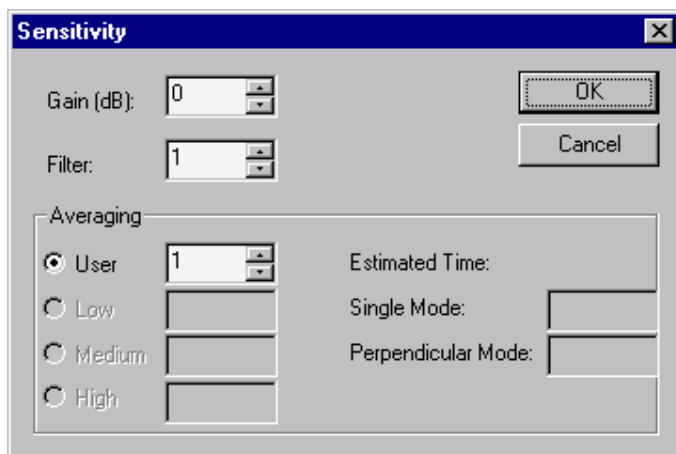 Sensitivity
Gain (dB): 0
OK
Filter: 1
Cancel
Averaging
User 1
Estimated Time:
Low
Single Mode:
Medium
Perpendicular Mode:
High